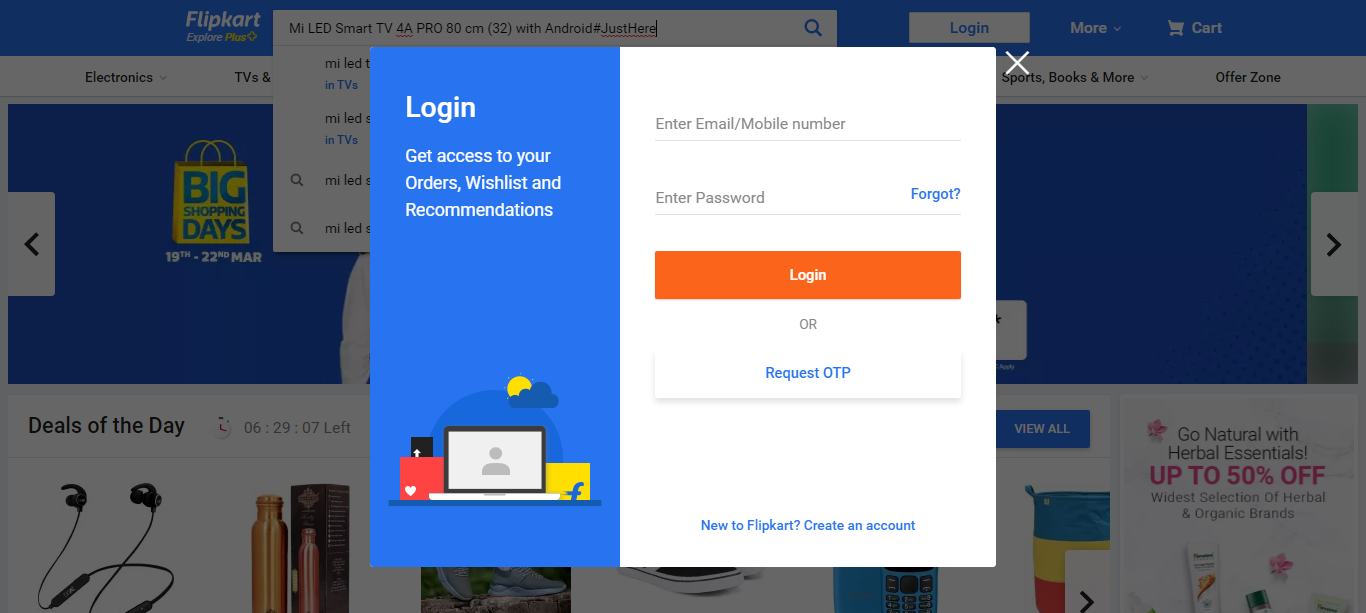 Flipkart
Explore Plus
Mi LED Smart TV 4A PRO 80 cm (32) with Android#JustHere
Login
More
Cart
Electronics
TVs &
Sports, Books & More
Offer Zone
mi led t
in TVs
mi led s
in TVs
mi led s
mi led s
BIG
SHOPPING
DAYS
19TH - 22ND MAR
Login
Get access to your
Orders, Wishlist and
Recommendations
Enter Email/Mobile number
Enter Password
Forgot?
Login
OR
Request OTP
New to Flipkart? Create an account
Apply
Deals of the Day
06 : 29 : 07 Left
VIEW ALL
Go Natural with
Herbal Essentials!
UP TO 50% OFF
Widest Selection Of Herbal
& Organic Brands